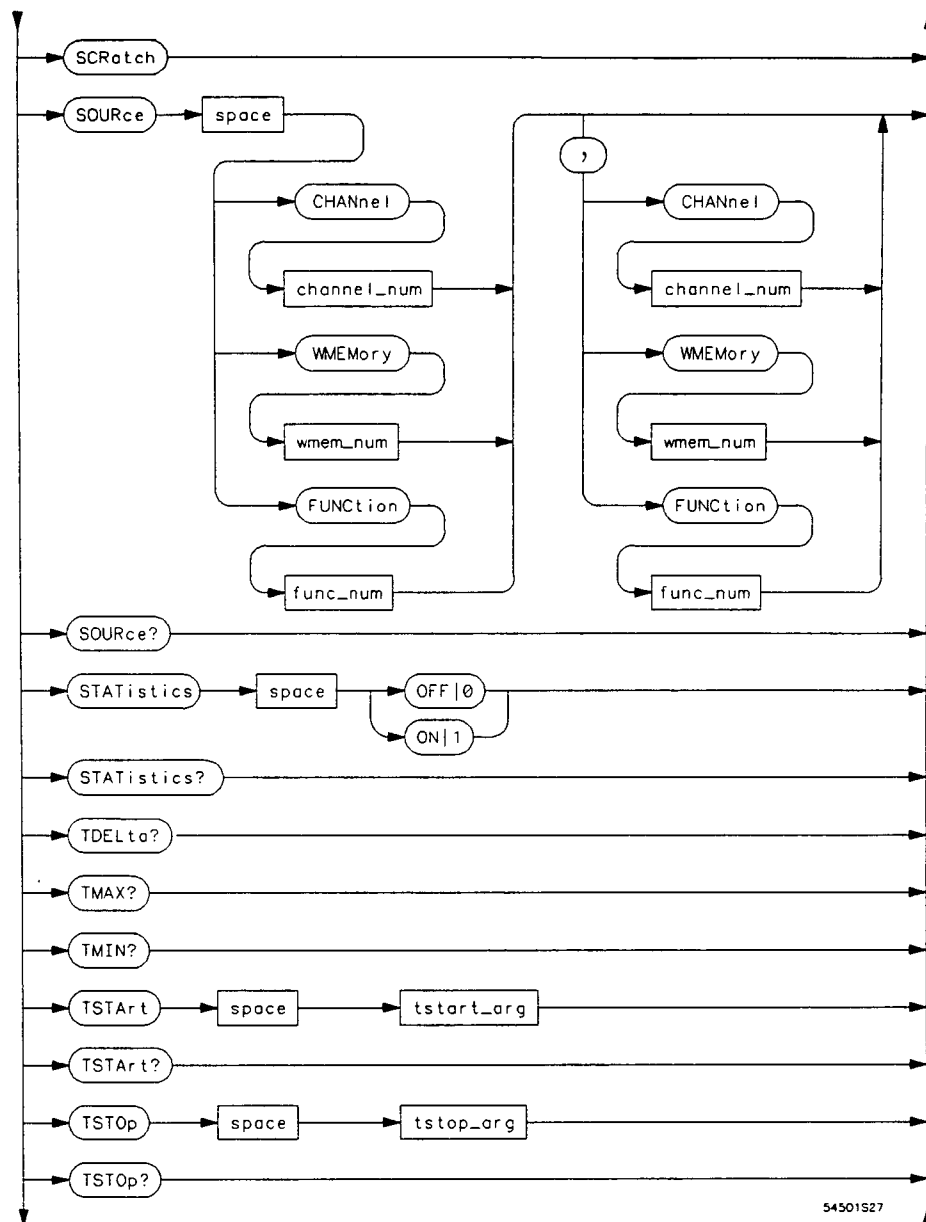 SCRatch
SOURce space
,
CHANnel CHANnel
channel_num channel_num
WMEMory WMEMory
wmem_num wmem_num
FUNCtion FUNCtion
func_num func_num
SOURce?
STATistics space OFF|0
ON|1
STATistics?
TDELta?
TMAX?
TMIN?
TSTArt space tstart_arg
TSTArt?
TSTOp space tstop_arg
TSTOp?
54501S27